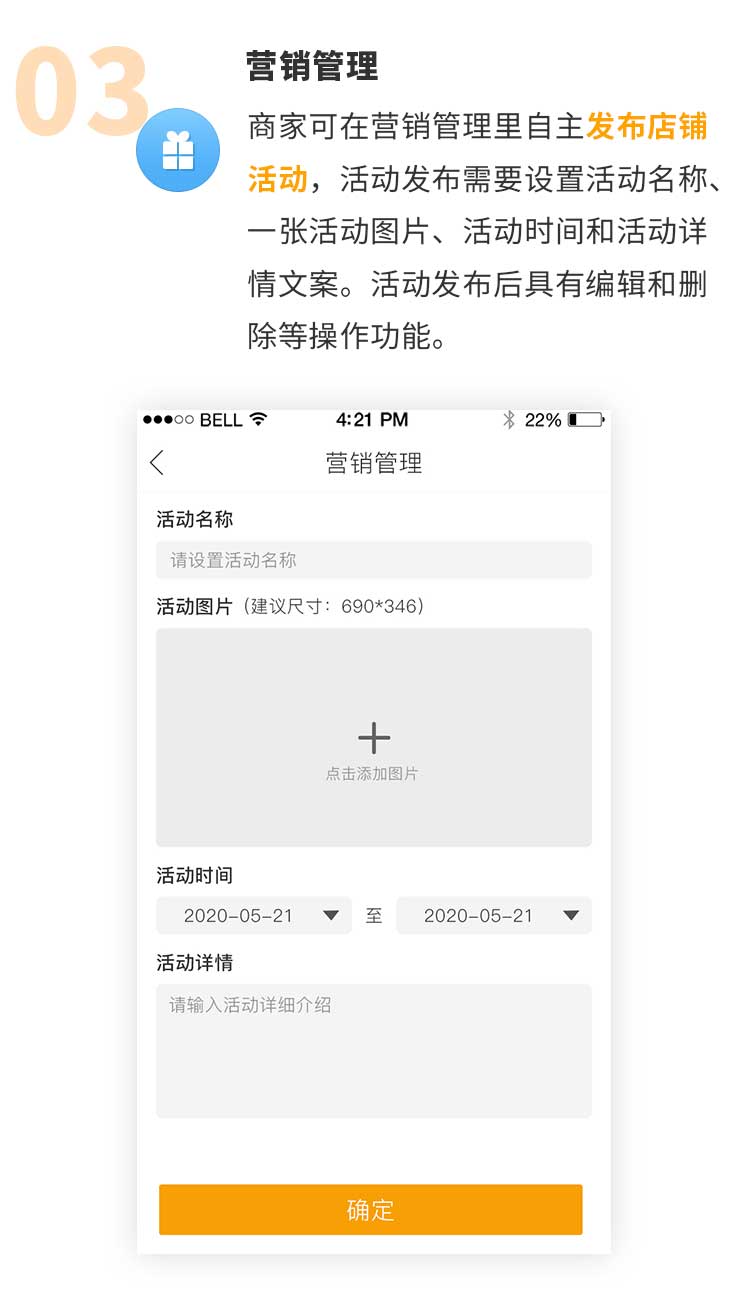 03
营销管理
商家可在营销管理里自主发布店铺
活动，活动发布需要设置活动名称、
一张活动图片、活动时间和活动详
情文案。活动发布后具有编辑和删
除等操作功能。
BELL 4:21 PM 22%
营销管理
活动名称
请设置活动名称
活动图片（建议尺寸：690*346）
点击添加图片
活动时间
2020-05-21 至 2020-05-21
活动详情
请输入活动详细介绍
确定